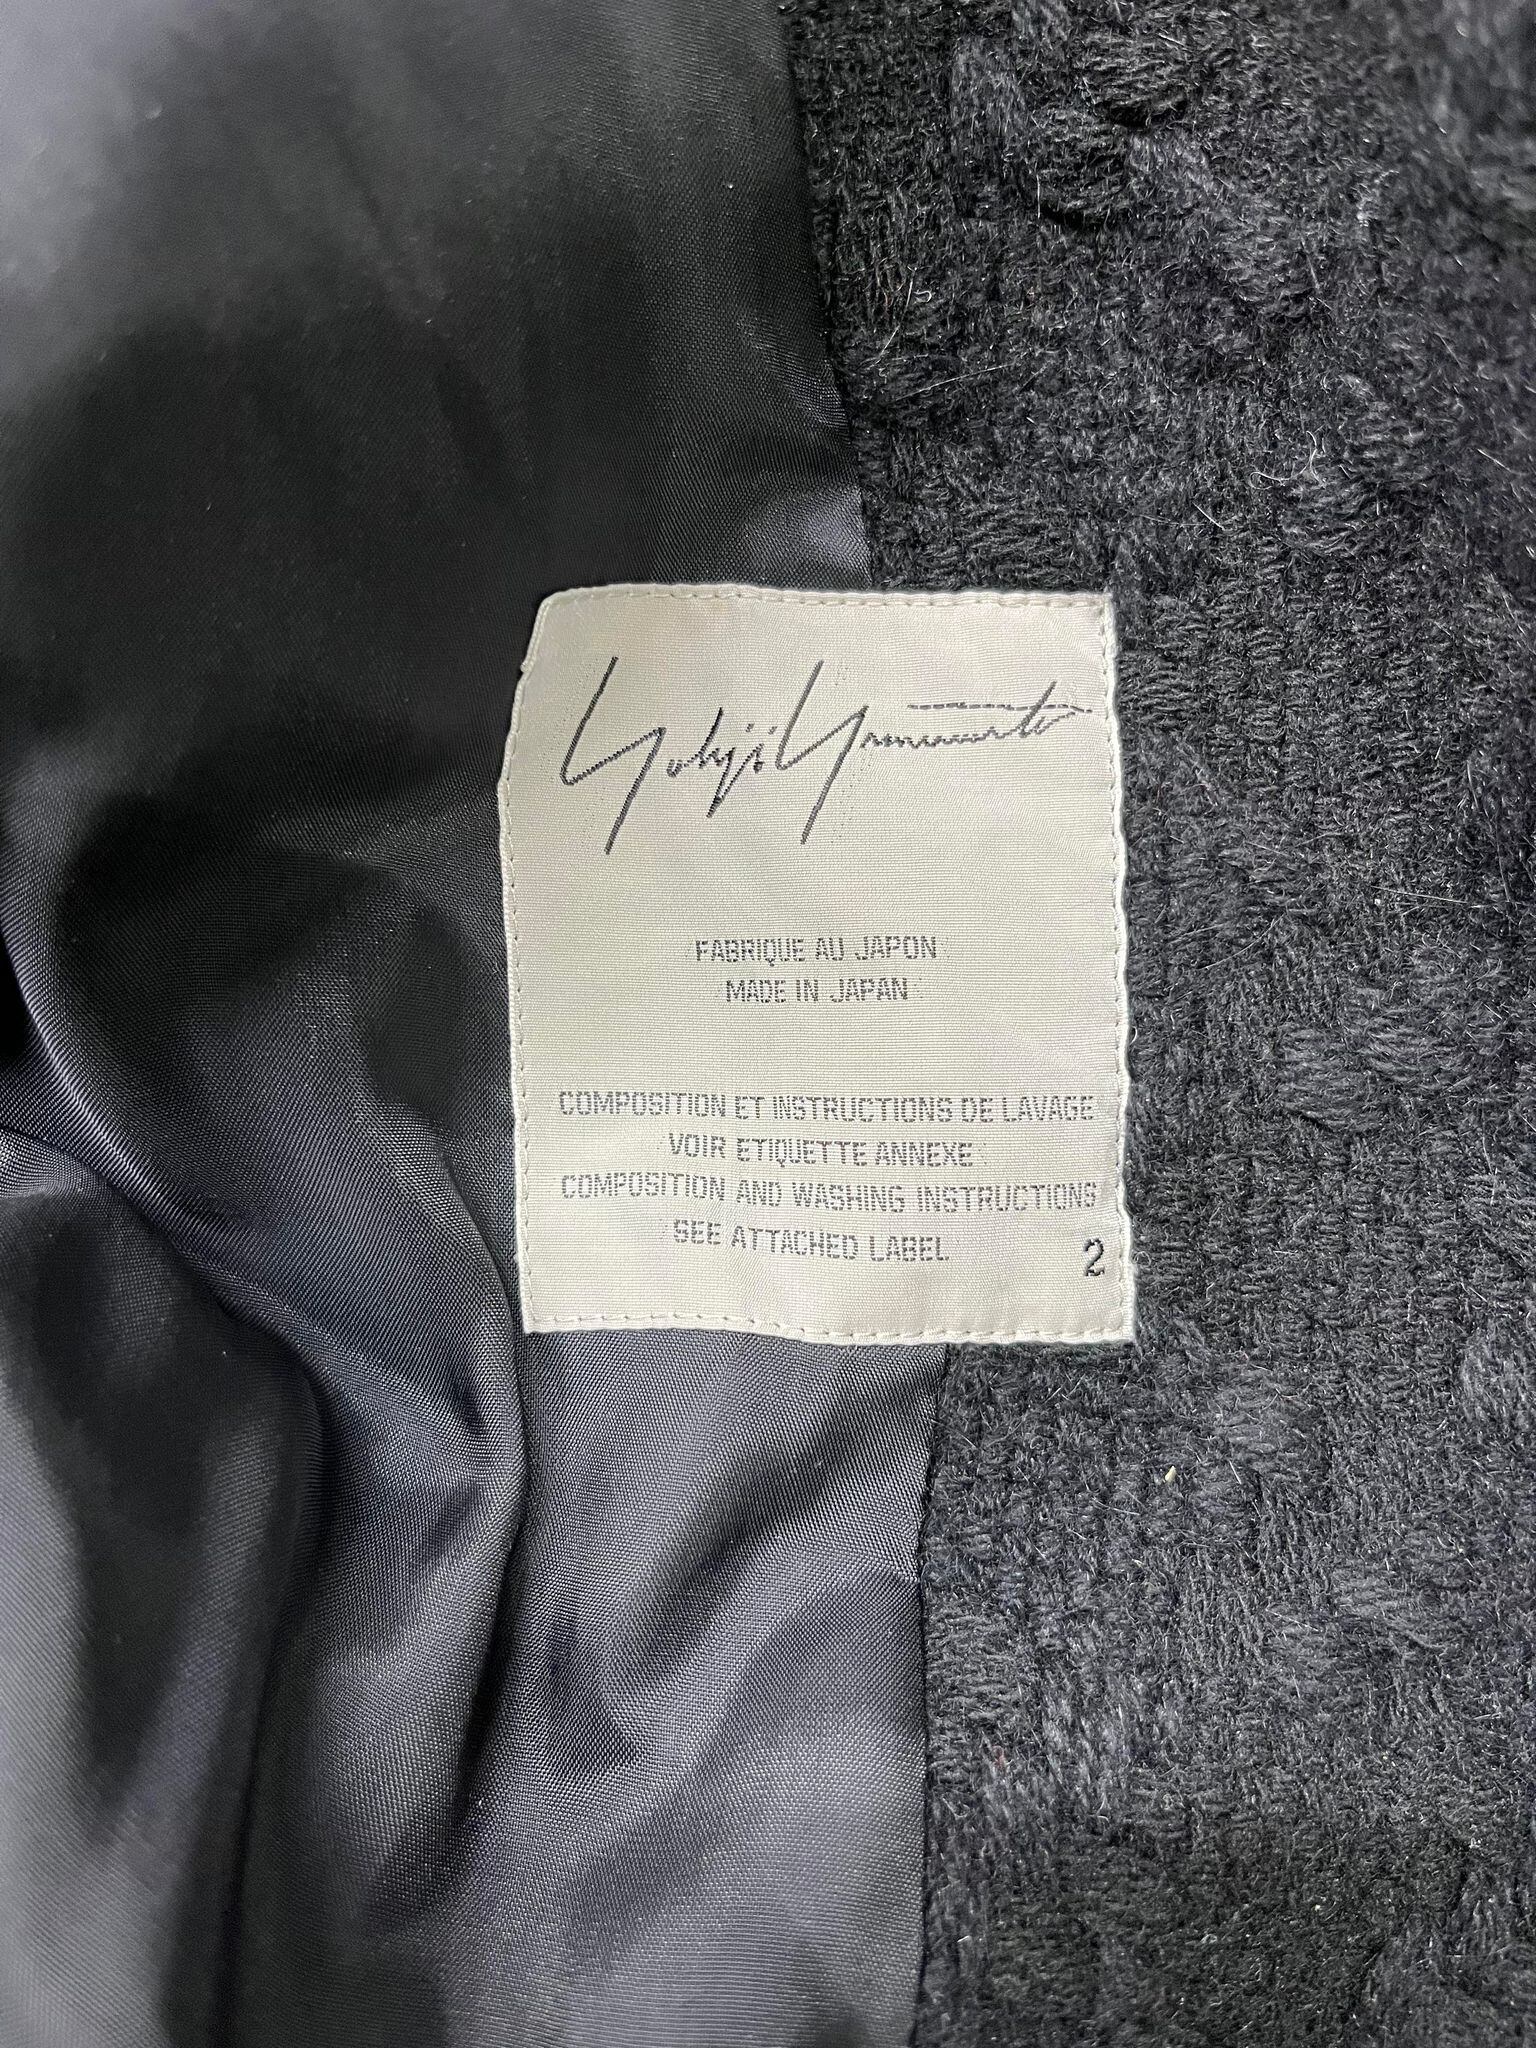 Yohji Yamamoto
FABRIQUE AU JAPON
MADE IN JAPAN
COMPOSITION ET INSTRUCTIONS DE LAVAGE
VOIR ETIQUETTE ANNEXE
COMPOSITION AND WASHING INSTRUCTIONS
SEE ATTACHED LABEL
2